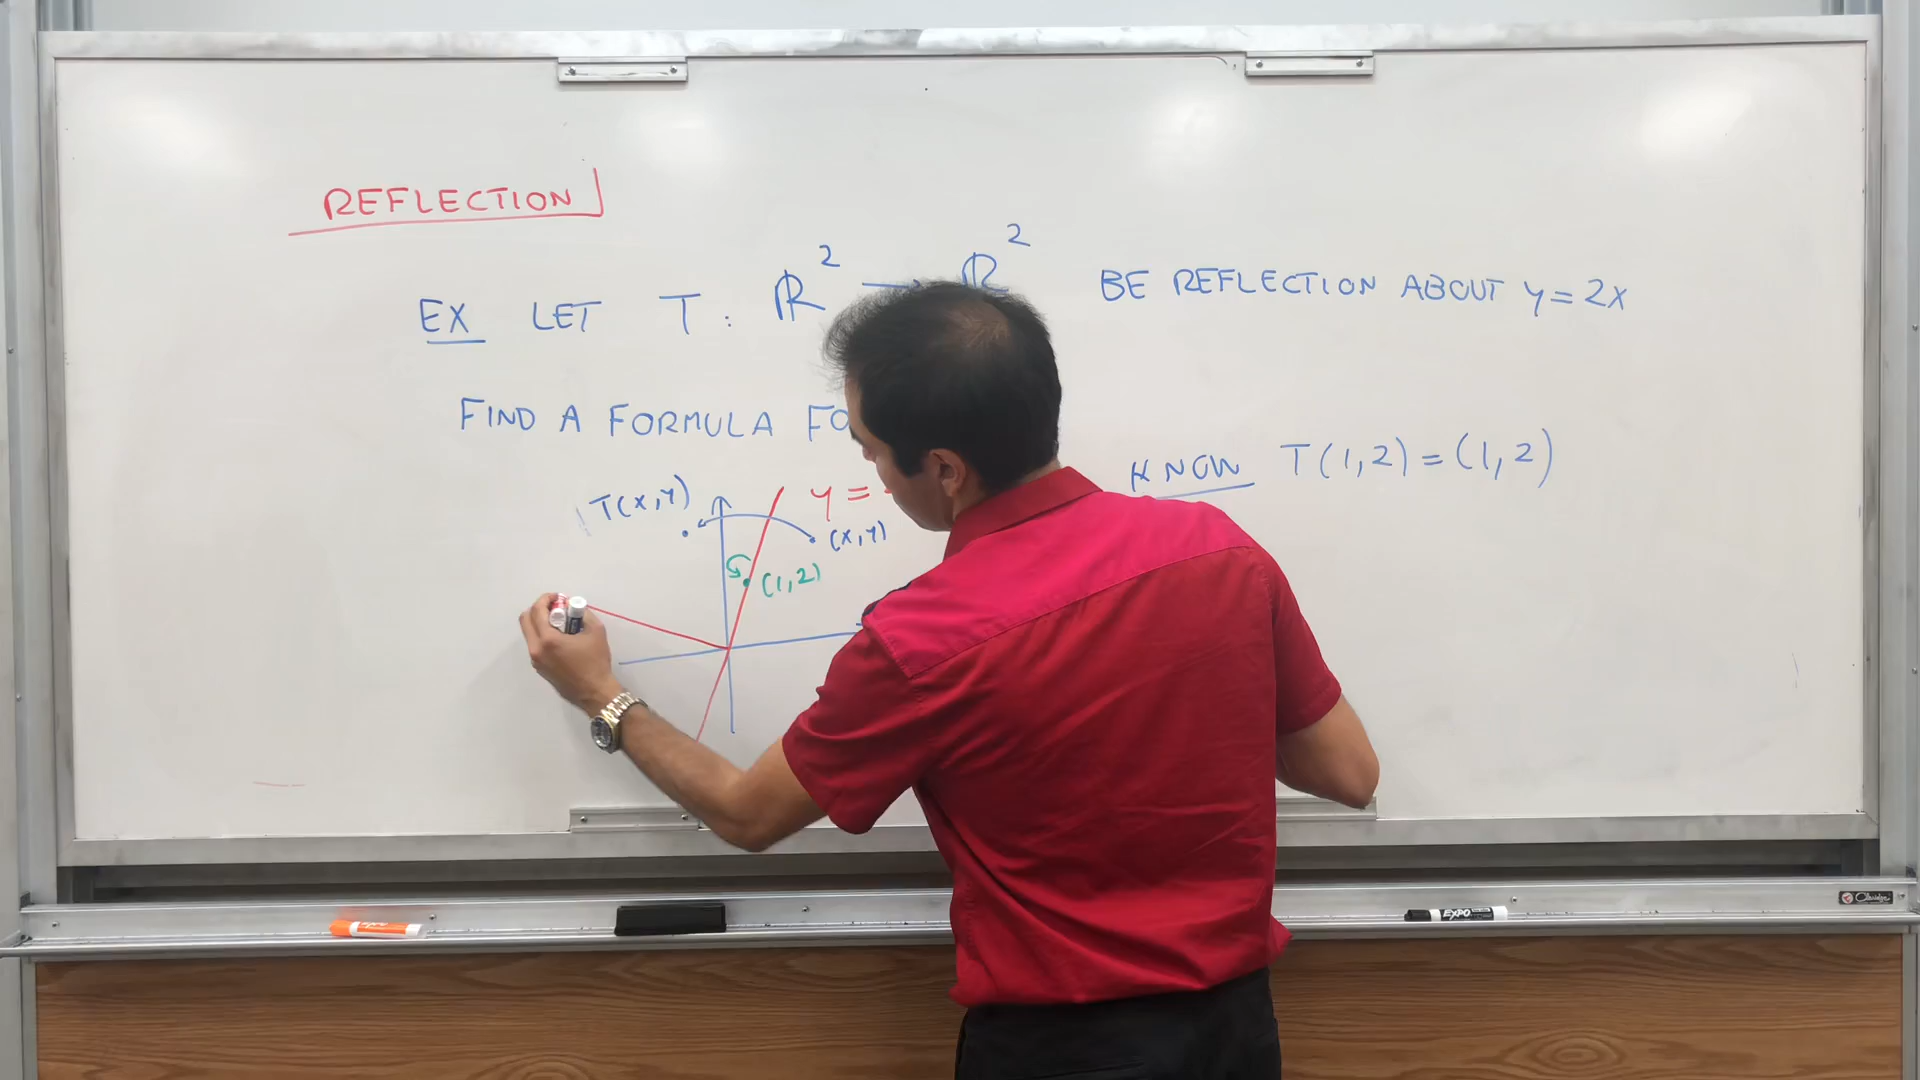 REFLECTION
EX LET T: ℝ² → ℝ² BE REFLECTION ABOUT y=2x
FIND A FORMULA FO
KNOW T(1,2)=(1,2)
T(x,y)
y=
(x,y)
(1,2)
EXPO